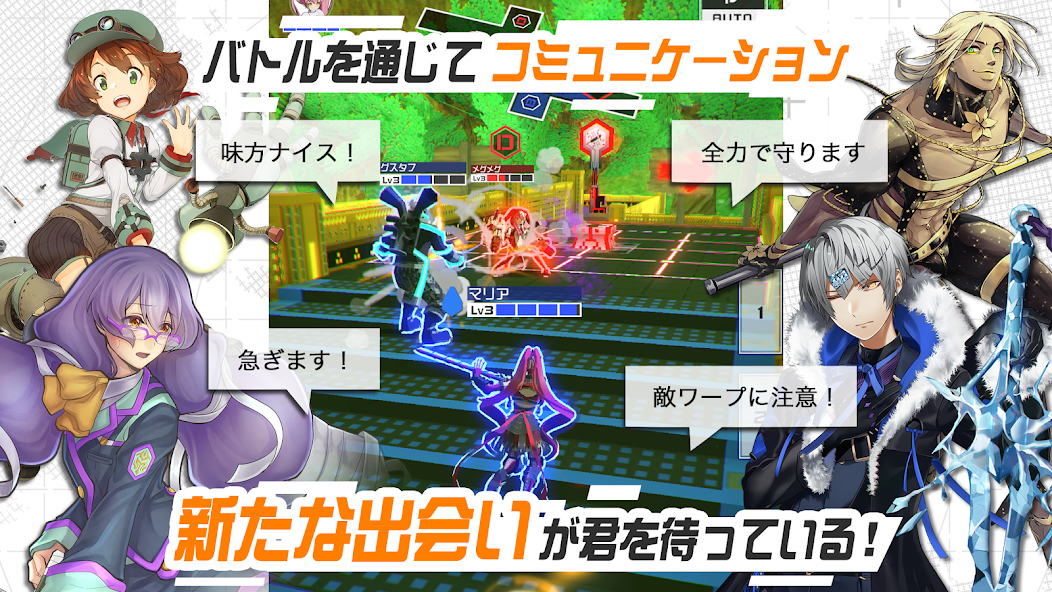 AUTO
バトルを通じてコミュニケーション
味方ナイス！
全力で守ります
グスタフ
Lv3
メグメグ
Lv3
マリア
Lv3
1
急ぎます！
敵ワープに注意！
新たな出会いが君を待っている！